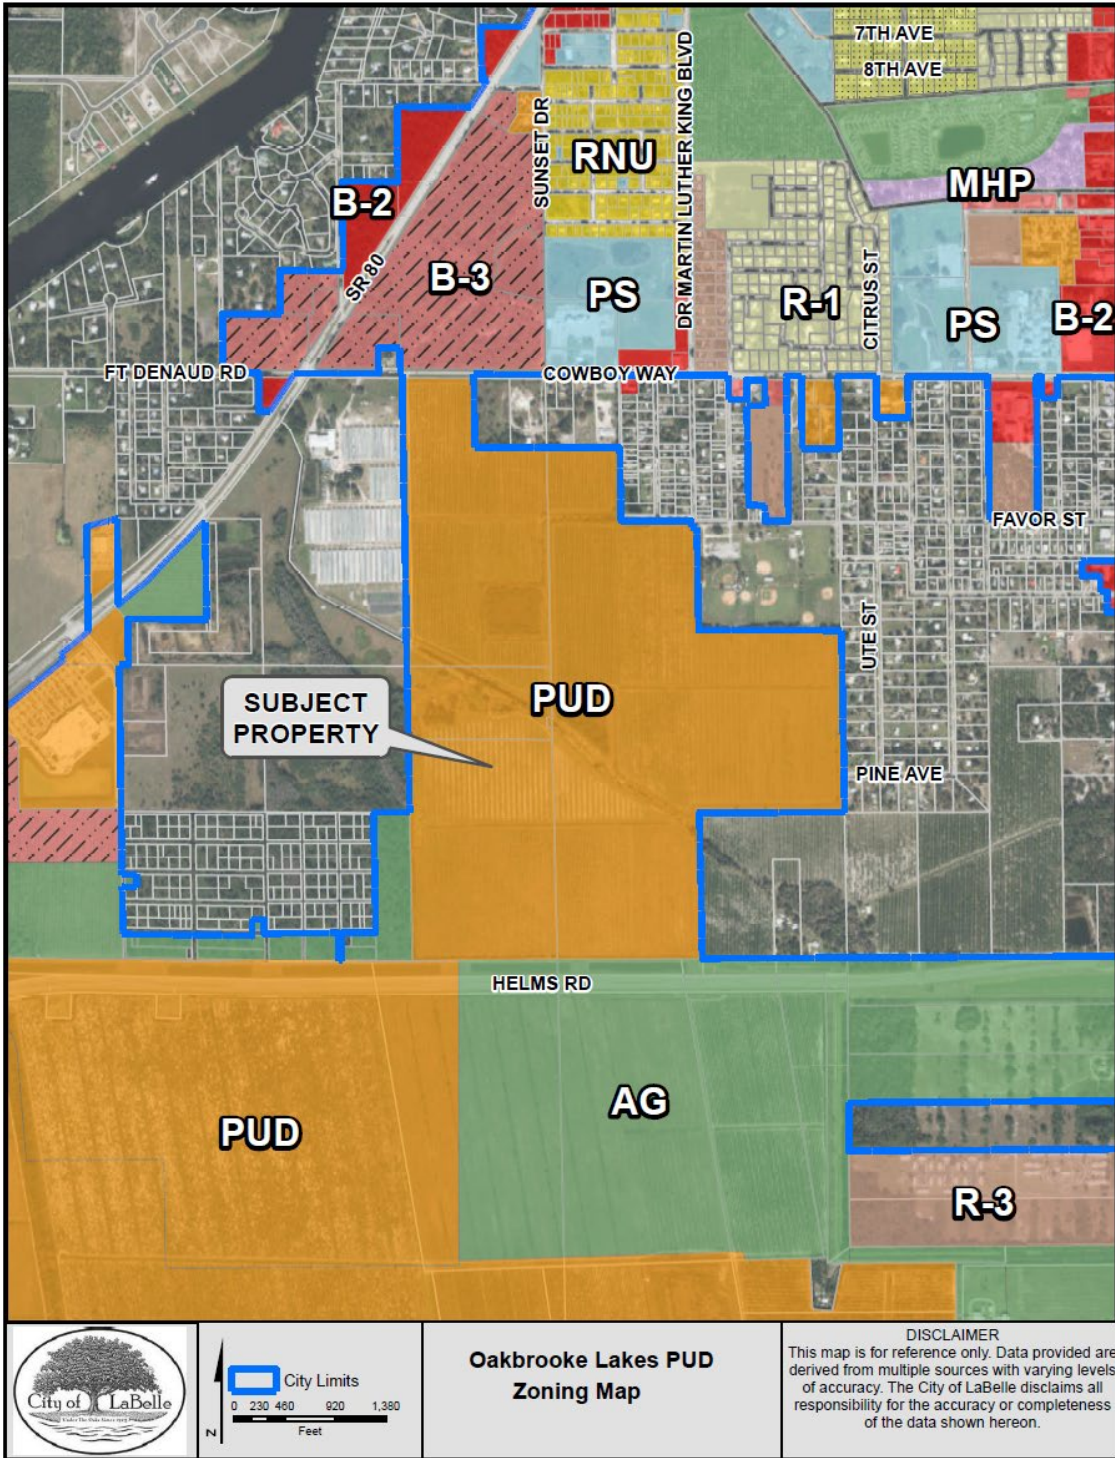 7TH AVE
8TH AVE
SUNSET DR
RNU
DR MARTIN LUTHER KING BLVD
MHP
B-2
SR 80
B-3
PS
R-1
CITRUS ST
PS
B-2
FT DENAUD RD
COWBOY WAY
FAVOR ST
UTE ST
SUBJECT
PROPERTY
PUD
PINE AVE
HELMS RD
PUD
AG
R-3
City of LaBelle
N
City Limits
0 230 460 920 1,380
Feet
Oakbrooke Lakes PUD
Zoning Map
DISCLAIMER
This map is for reference only. Data provided are
derived from multiple sources with varying levels
of accuracy. The City of LaBelle disclaims all
responsibility for the accuracy or completeness
of the data shown hereon.